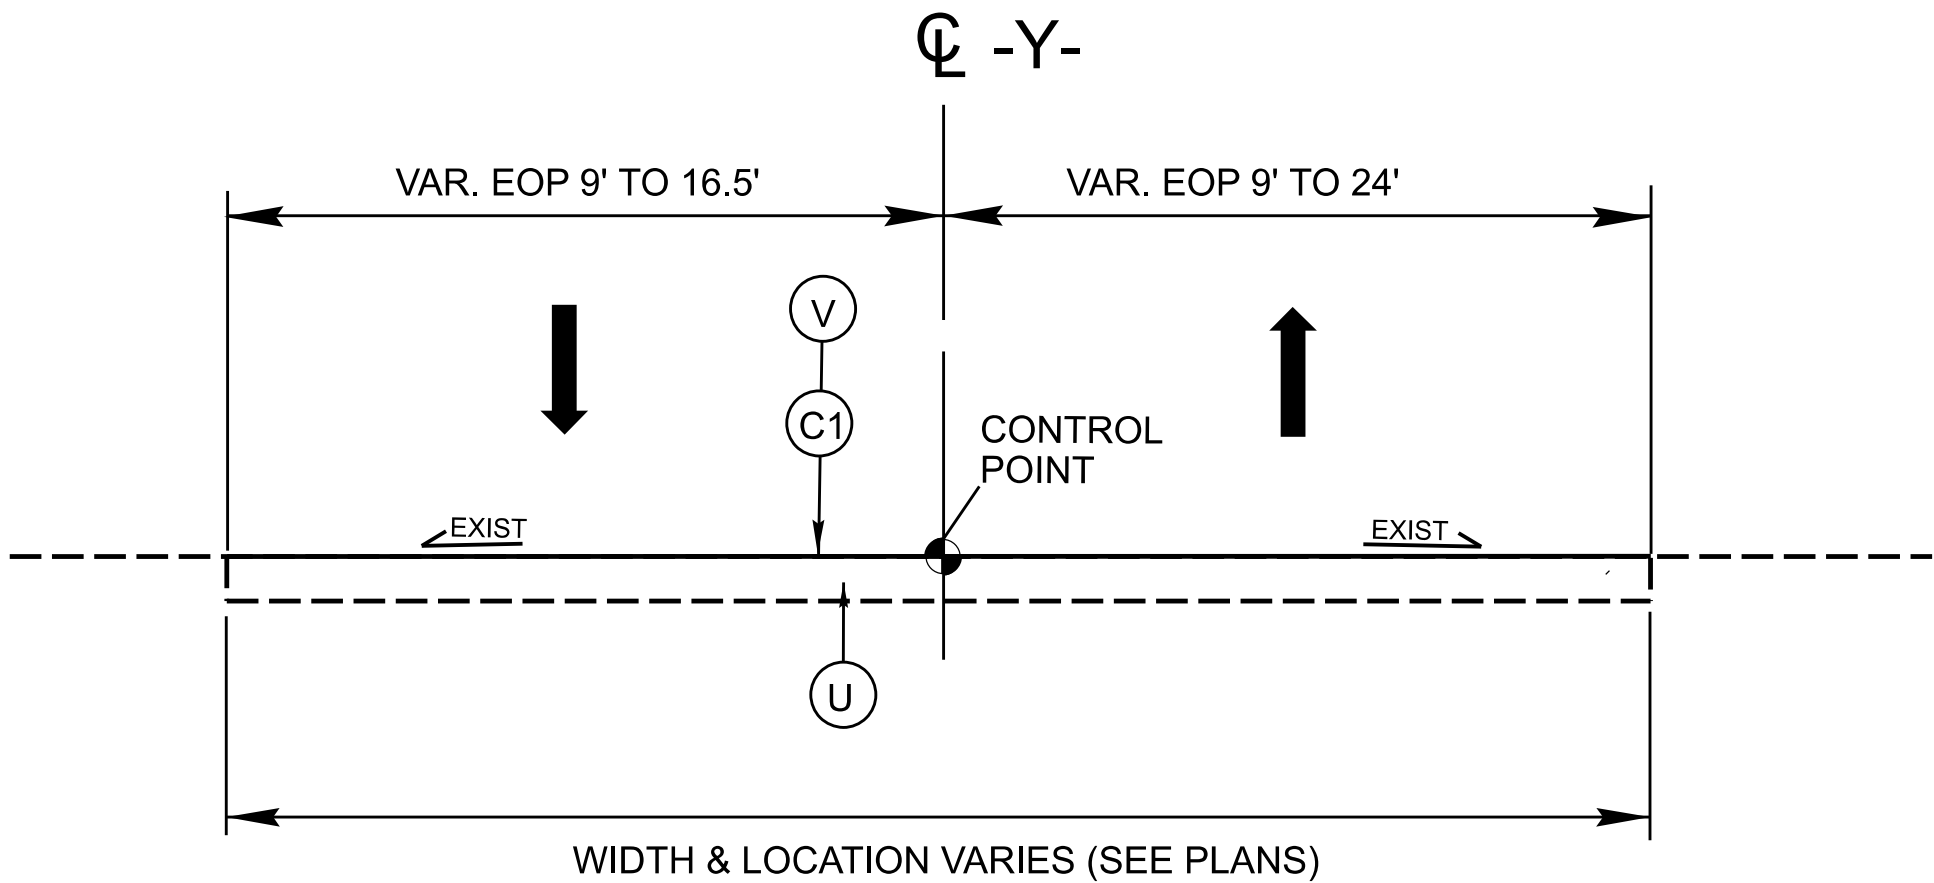 ℄ -Y-
VAR. EOP 9' TO 16.5'
VAR. EOP 9' TO 24'
V
C1
CONTROL
POINT
EXIST
EXIST
U
WIDTH & LOCATION VARIES (SEE PLANS)